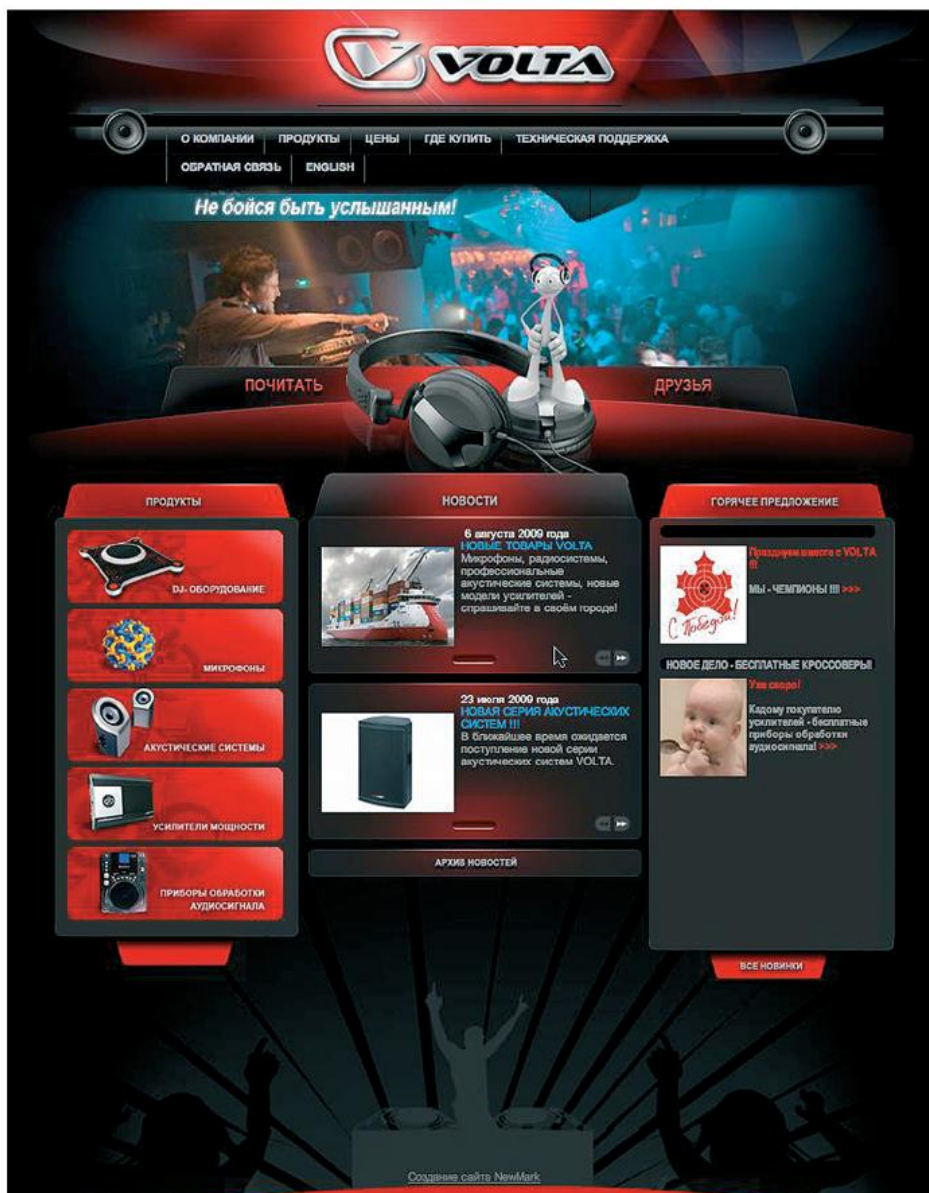 VOLTA
О КОМПАНИИ ПРОДУКТЫ ЦЕНЫ ГДЕ КУПИТЬ ТЕХНИЧЕСКАЯ ПОДДЕРЖКА
ОБРАТНАЯ СВЯЗЬ ENGLISH
Не бойся быть услышанным!
ПОЧИТАТЬ
ДРУЗЬЯ
ПРОДУКТЫ
DJ- ОБОРУДОВАНИЕ
МИКРОФОНЫ
АКУСТИЧЕСКИЕ СИСТЕМЫ
УСИЛИТЕЛИ МОЩНОСТИ
ПРИБОРЫ ОБРАБОТКИ
АУДИОСИГНАЛА
НОВОСТИ
6 августа 2009 года
НОВЫЕ ТОВАРЫ VOLTA
Микрофоны, радиосистемы,
профессиональные
акустические системы, новые
модели усилителей -
спрашивайте в своём городе!
23 июля 2009 года
НОВАЯ СЕРИЯ АКУСТИЧЕСКИХ
СИСТЕМ !!!
В ближайшее время ожидается
поступление новой серии
акустических систем VOLTA.
АРХИВ НОВОСТЕЙ
ГОРЯЧЕЕ ПРЕДЛОЖЕНИЕ
Празднуем вместе с VOLTA
!!!
МЫ - ЧЕМПИОНЫ !!!! >>>
С Победой!
НОВОЕ ДЕЛО - БЕСПЛАТНЫЕ КРОССОВЕРЫ!!
Уже скоро!
Кадому покупателю
усилителей - бесплатные
приборы обработки
аудиосигнала! >>>
ВСЕ НОВИНКИ
Создание сайта NewMark